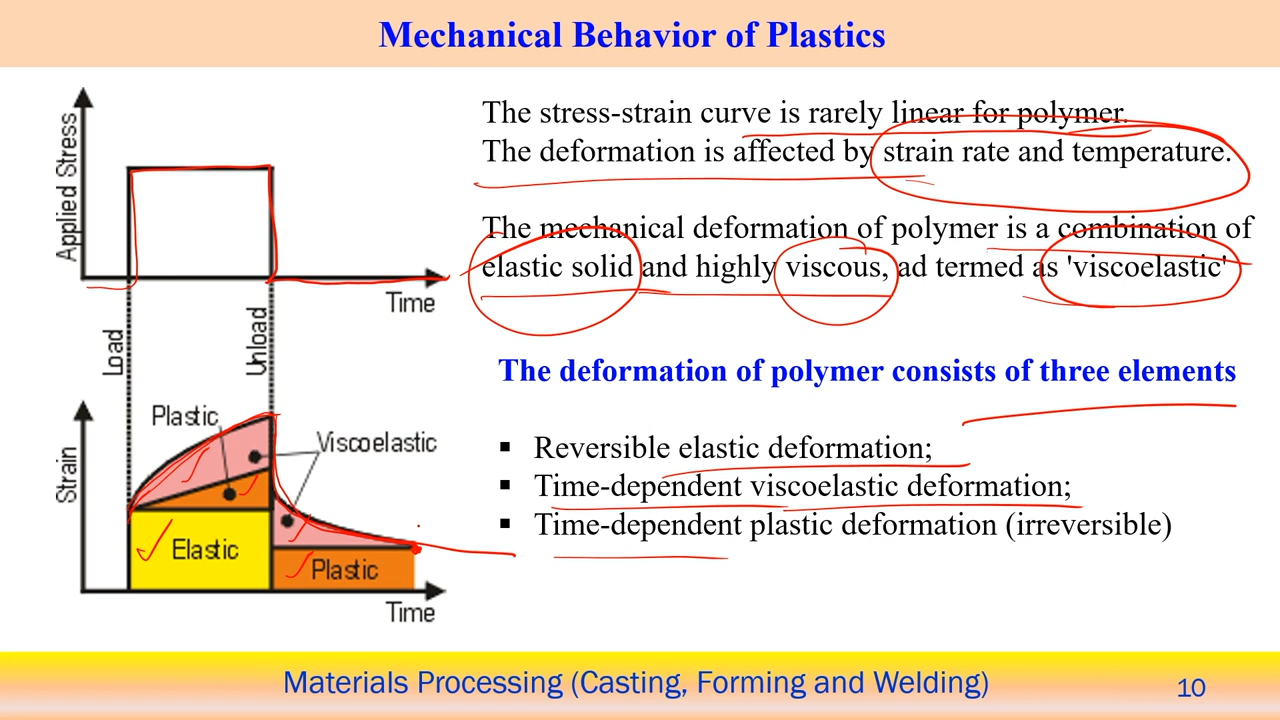 Mechanical Behavior of Plastics
Applied Stress
Time
Load
Unload
Strain
Plastic
Viscoelastic
Elastic
Plastic
Time
The stress-strain curve is rarely linear for polymer.
The deformation is affected by strain rate and temperature.
The mechanical deformation of polymer is a combination of
elastic solid and highly viscous, ad termed as 'viscoelastic'
The deformation of polymer consists of three elements
▪ Reversible elastic deformation;
▪ Time-dependent viscoelastic deformation;
▪ Time-dependent plastic deformation (irreversible)
Materials Processing (Casting, Forming and Welding)
10